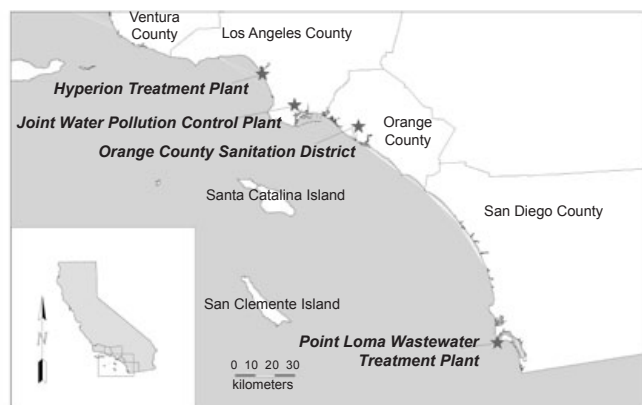 Ventura
County
Los Angeles County
Hyperion Treatment Plant
Joint Water Pollution Control Plant
Orange
County
Orange County Sanitation District
Santa Catalina Island
San Diego County
San Clemente Island
N
Point Loma Wastewater
Treatment Plant
0 10 20 30
kilometers